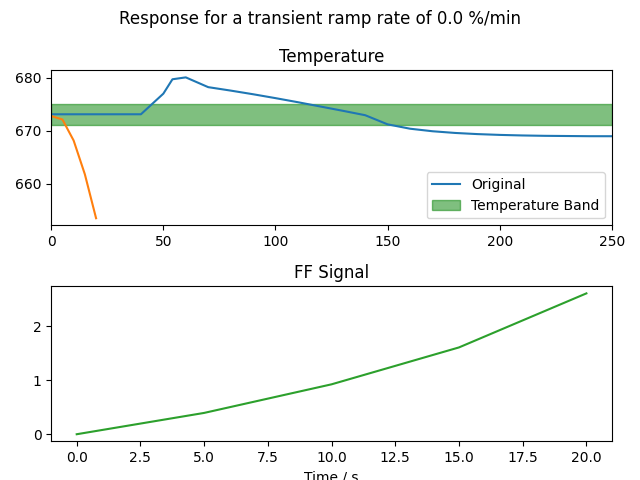 Response for a transient ramp rate of 0.0 %/min
Temperature
680
670
660
Original
Temperature Band
0 50 100 150 200 250
FF Signal
2
1
0
0.0 2.5 5.0 7.5 10.0 12.5 15.0 17.5 20.0
Time / s